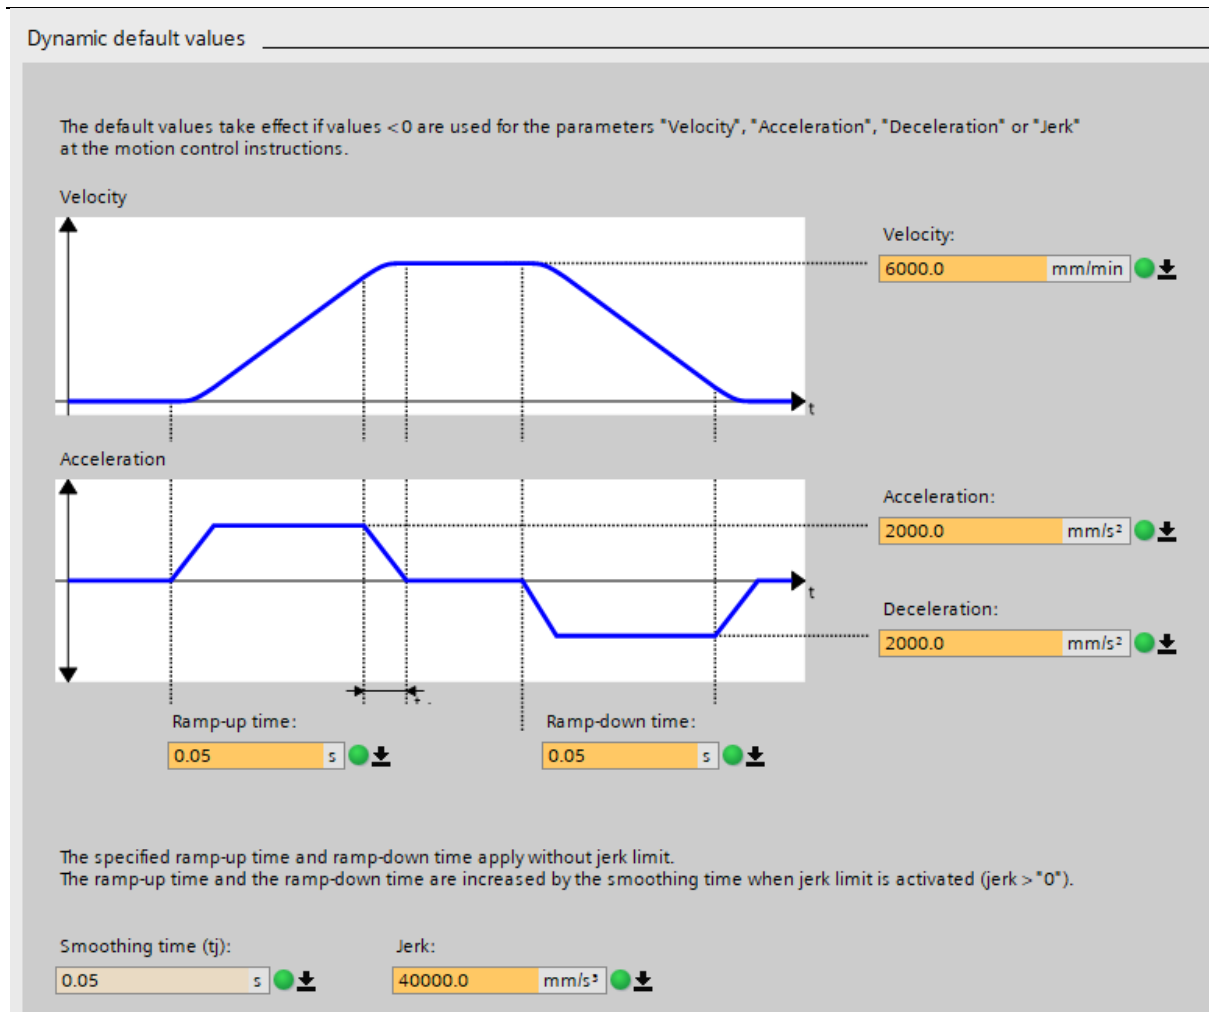 Dynamic default values
The default values take effect if values <0 are used for the parameters "Velocity", "Acceleration", "Deceleration" or "Jerk"
at the motion control instructions.
Velocity
Velocity:
6000.0 mm/min
t
Acceleration
Acceleration:
2000.0 mm/s²
t
Deceleration:
2000.0 mm/s²
Ramp-up time:
0.05 s
Ramp-down time:
0.05 s
The specified ramp-up time and ramp-down time apply without jerk limit.
The ramp-up time and the ramp-down time are increased by the smoothing time when jerk limit is activated (jerk >"0").
Smoothing time (tj):
0.05 s
Jerk:
40000.0 mm/s³